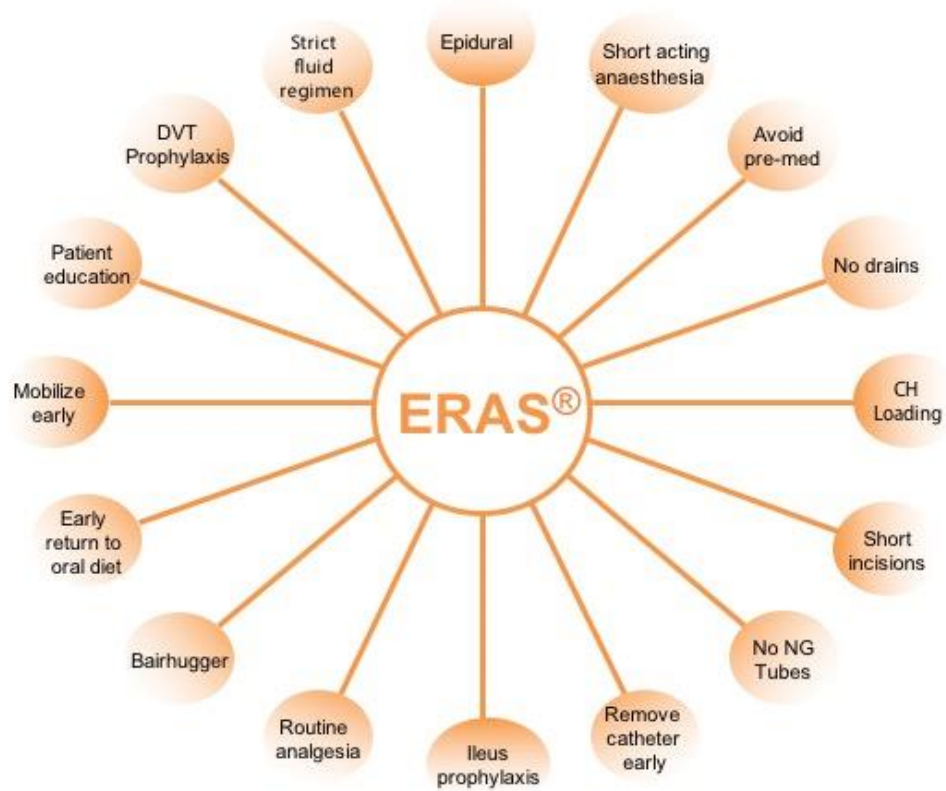 Epidural
Short acting
anaesthesia
Avoid
pre-med
No drains
CH
Loading
Short
incisions
No NG
Tubes
Remove
catheter
early
Ileus
prophylaxis
Routine
analgesia
Bairhugger
Early
return to
oral diet
Mobilize
early
Patient
education
DVT
Prophylaxis
Strict
fluid
regimen
ERAS®